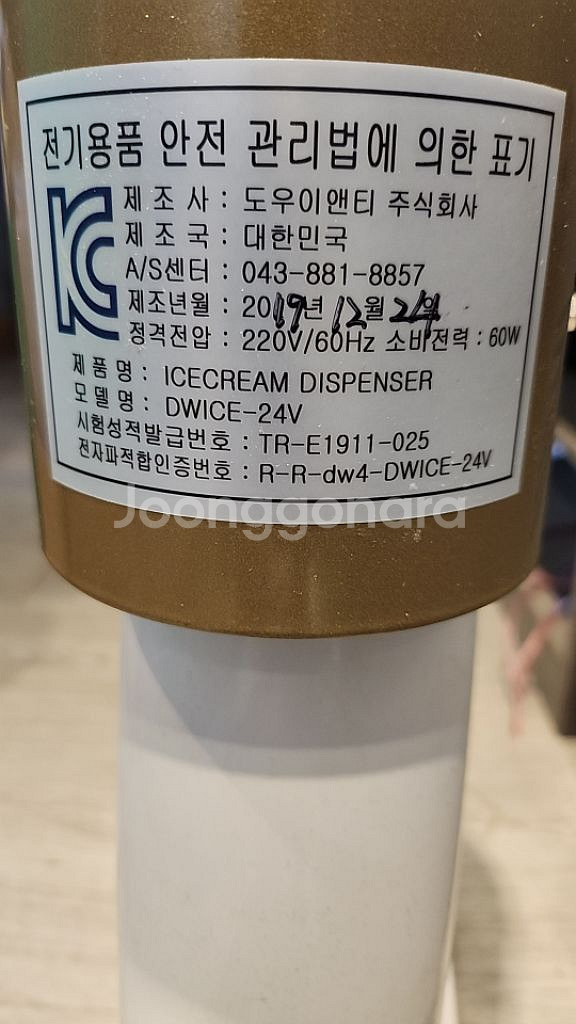 전기용품 안전 관리법에 의한 표기
제 조 사 : 도우이앤티 주식회사
제 조 국 : 대한민국
A/S센터 : 043-881-8857
제조년월 : 2019년 12월
정격전압 : 220V/60Hz 소비전력 : 60W
제 품 명 : ICECREAM DISPENSER
모 델 명 : DWICE-24V
시험성적발급번호 : TR-E1911-025
전자파적합인증번호 : R-R-dw4-DWICE-24V
Joonggonara